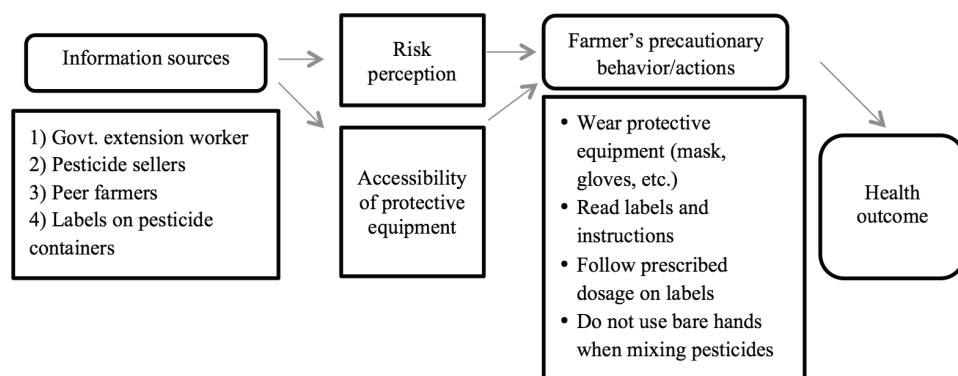 Information sources
1) Govt. extension worker
2) Pesticide sellers
3) Peer farmers
4) Labels on pesticide
containers
Risk
perception
Accessibility
of protective
equipment
Farmer's precautionary
behavior/actions
• Wear protective
equipment (mask,
gloves, etc.)
• Read labels and
instructions
• Follow prescribed
dosage on labels
• Do not use bare hands
when mixing pesticides
Health
outcome